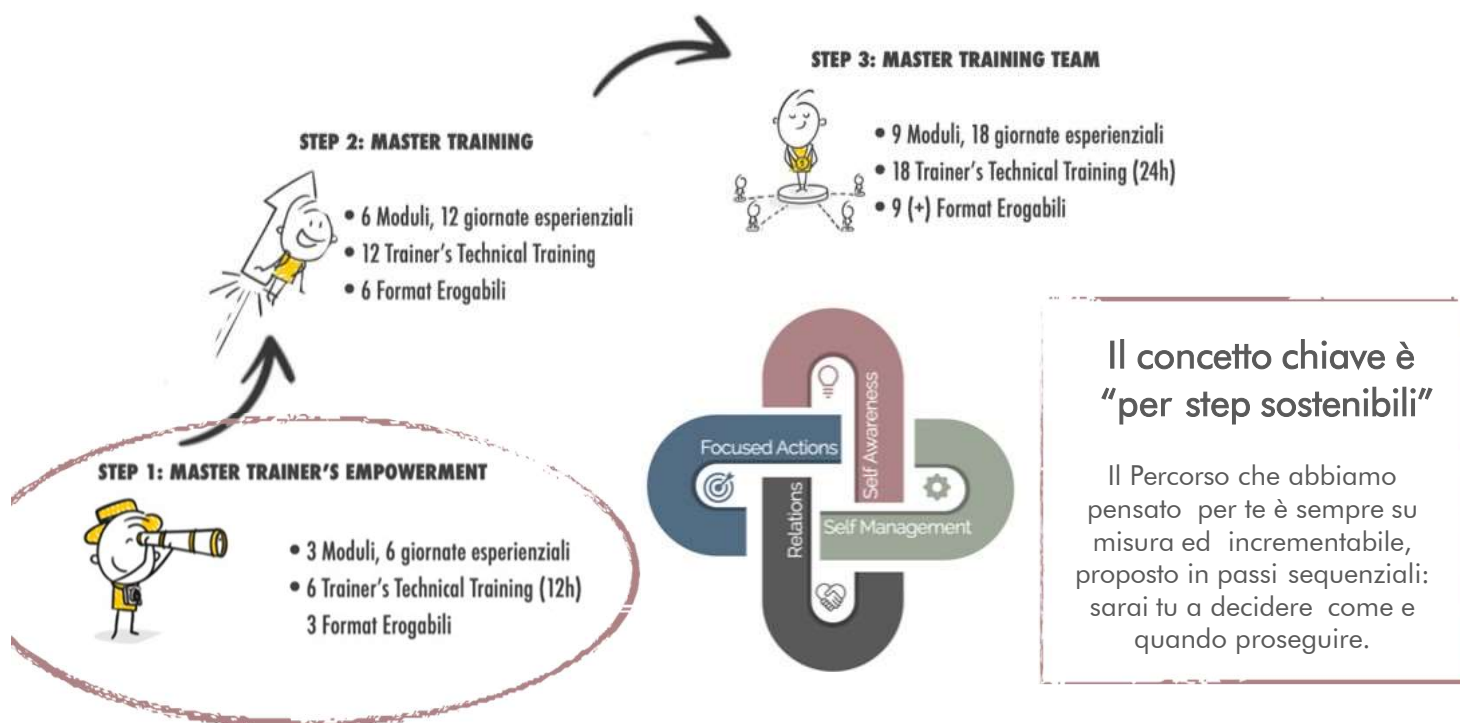 STEP 3: MASTER TRAINING TEAM
• 9 Moduli, 18 giornate esperienziali
• 18 Trainer's Technical Training (24h)
• 9 (+) Format Erogabili
STEP 2: MASTER TRAINING
• 6 Moduli, 12 giornate esperienziali
• 12 Trainer's Technical Training
• 6 Format Erogabili
STEP 1: MASTER TRAINER'S EMPOWERMENT
• 3 Moduli, 6 giornate esperienziali
• 6 Trainer's Technical Training (12h)
3 Format Erogabili
Focused Actions
Self Awareness
Relations
Self Management
Il concetto chiave è
“per step sostenibili”
Il Percorso che abbiamo
pensato per te è sempre su
misura ed incrementabile,
proposto in passi sequenziali:
sarai tu a decidere come e
quando proseguire.